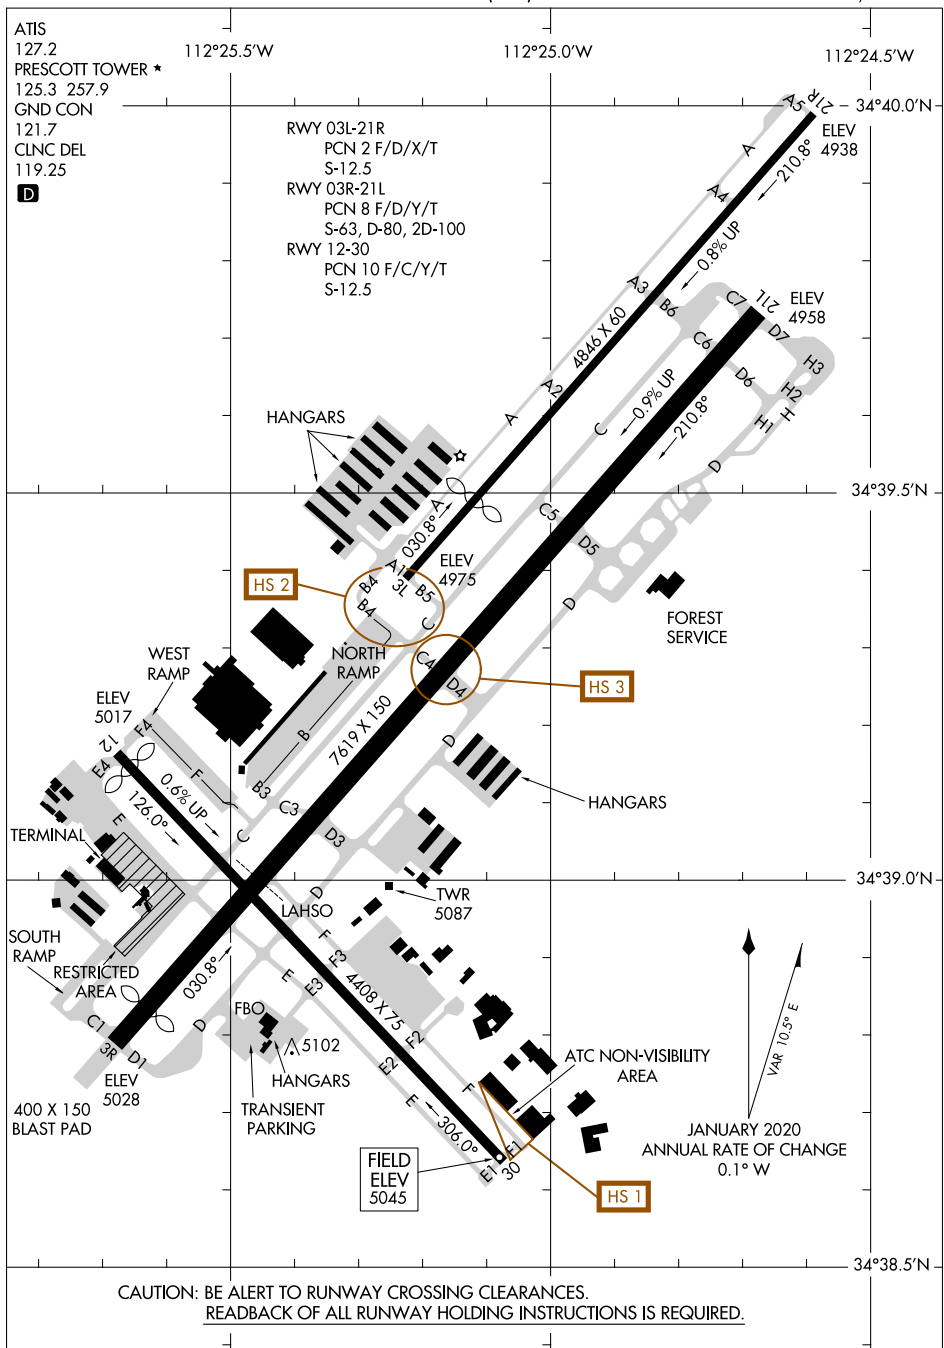 ATIS
127.2
PRESCOTT TOWER ★
125.3 257.9
GND CON
121.7
CLNC DEL
119.25
D
112°25.5'W
112°25.0'W
112°24.5'W
34°40.0'N
34°39.5'N
34°39.0'N
34°38.5'N
RWY 03L-21R
PCN 2 F/D/X/T
S-12.5
RWY 03R-21L
PCN 8 F/D/Y/T
S-63, D-80, 2D-100
RWY 12-30
PCN 10 F/C/Y/T
S-12.5
A5
21R
ELEV
4938
A
210.8°
A4
0.8% UP
A3
B6
C7
21L
ELEV
4958
D7
4846 X 60
C6
H3
D6
H2
H
H1
A2
0.9% UP
210.8°
HANGARS
A
C
D
A
030.8°
C5
D5
ELEV
4975
A1
3L
B4
B5
HS 2
B4
C
D
FOREST
SERVICE
WEST
RAMP
NORTH
RAMP
C4
D4
HS 3
ELEV
5017
F4
12
E4
7619 X 150
D
B
F
0.6% UP
126.0°
B3
C3
HANGARS
E
C
D3
TERMINAL
D
TWR
5087
LAHSO
SOUTH
RAMP
RESTRICTED
AREA
030.8°
F
F3
E
E3
4408 X 75
FBO
D
C1
3R
D1
5102
F2
E2
ATC NON-VISIBILITY
AREA
VAR 10.5° E
ELEV
5028
HANGARS
F
E
400 X 150
BLAST PAD
TRANSIENT
PARKING
306.0°
JANUARY 2020
ANNUAL RATE OF CHANGE
0.1° W
F1
FIELD
ELEV
5045
E1
30
HS 1
CAUTION: BE ALERT TO RUNWAY CROSSING CLEARANCES.
READBACK OF ALL RUNWAY HOLDING INSTRUCTIONS IS REQUIRED.